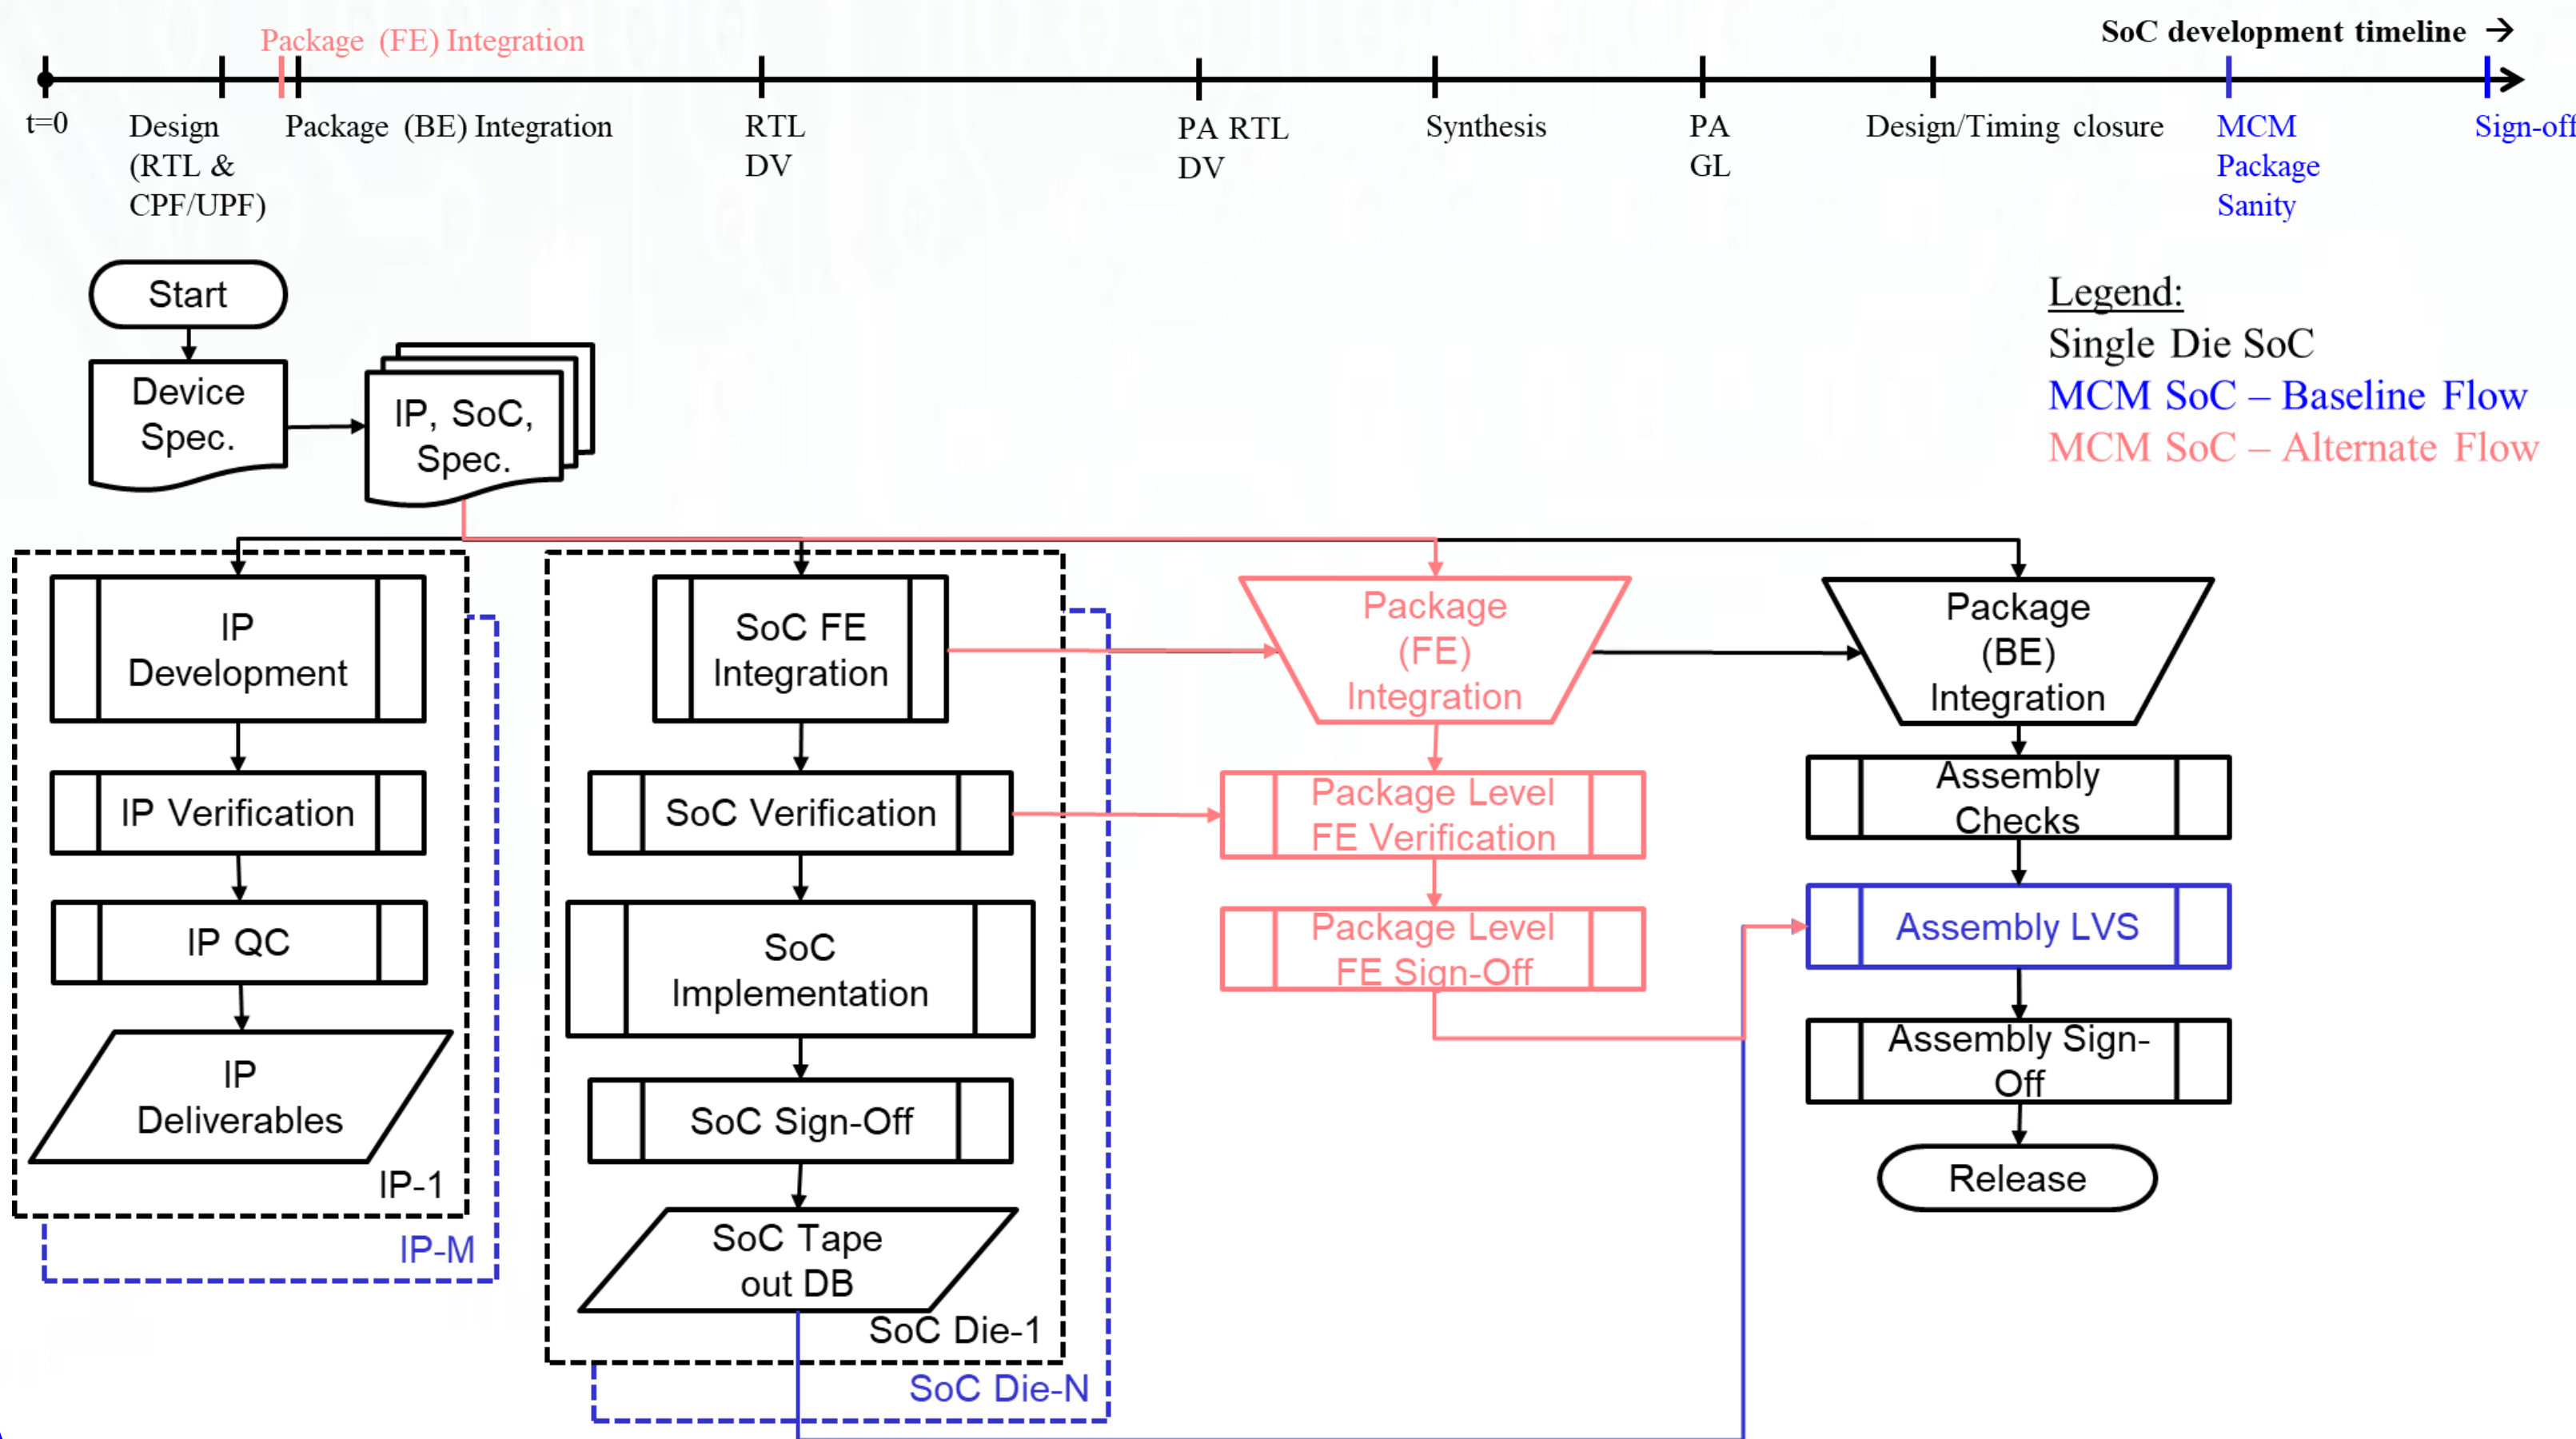 SoC development timeline →
Package (FE) Integration
t=0
Design
(RTL &
CPF/UPF)
Package (BE) Integration
RTL
DV
PA RTL
DV
Synthesis
PA
GL
Design/Timing closure
MCM
Package
Sanity
Sign-off
Legend:
Single Die SoC
MCM SoC – Baseline Flow
MCM SoC – Alternate Flow
Start
Device
Spec.
IP, SoC,
Spec.
IP
Development
IP Verification
IP QC
IP
Deliverables
IP-1
IP-M
SoC FE
Integration
SoC Verification
SoC
Implementation
SoC Sign-Off
SoC Tape
out DB
SoC Die-1
SoC Die-N
Package
(FE)
Integration
Package Level
FE Verification
Package Level
FE Sign-Off
Package
(BE)
Integration
Assembly
Checks
Assembly LVS
Assembly Sign-
Off
Release